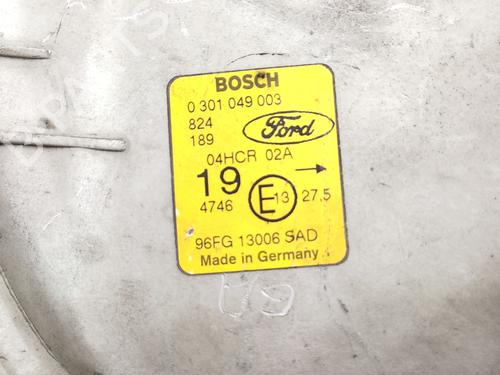 BOSCH
0 301 049 003
824
189
Ford
04HCR 02A
19
4746
E13
27,5
96FG 13006 SAD
Made in Germany